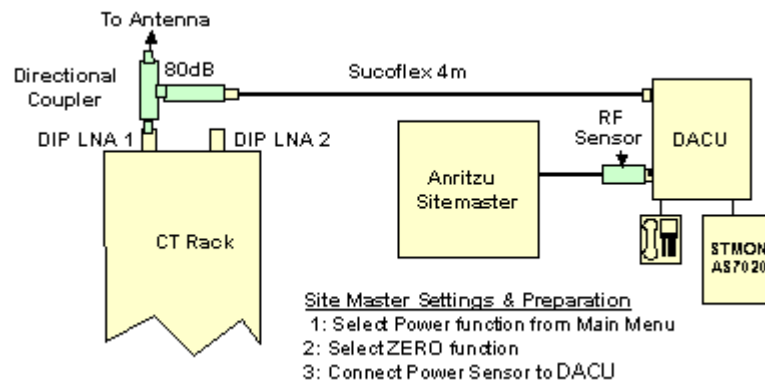 To Antenna
Directional
Coupler
80dB
Sucoflex 4m
DIP LNA 1
DIP LNA 2
RF
Sensor
DACU
Anritzu
Sitemaster
CT Rack
STMON
AS7020
Site Master Settings & Preparation
1: Select Power function from Main Menu
2: Select ZERO function
3: Connect Power Sensor to DACU